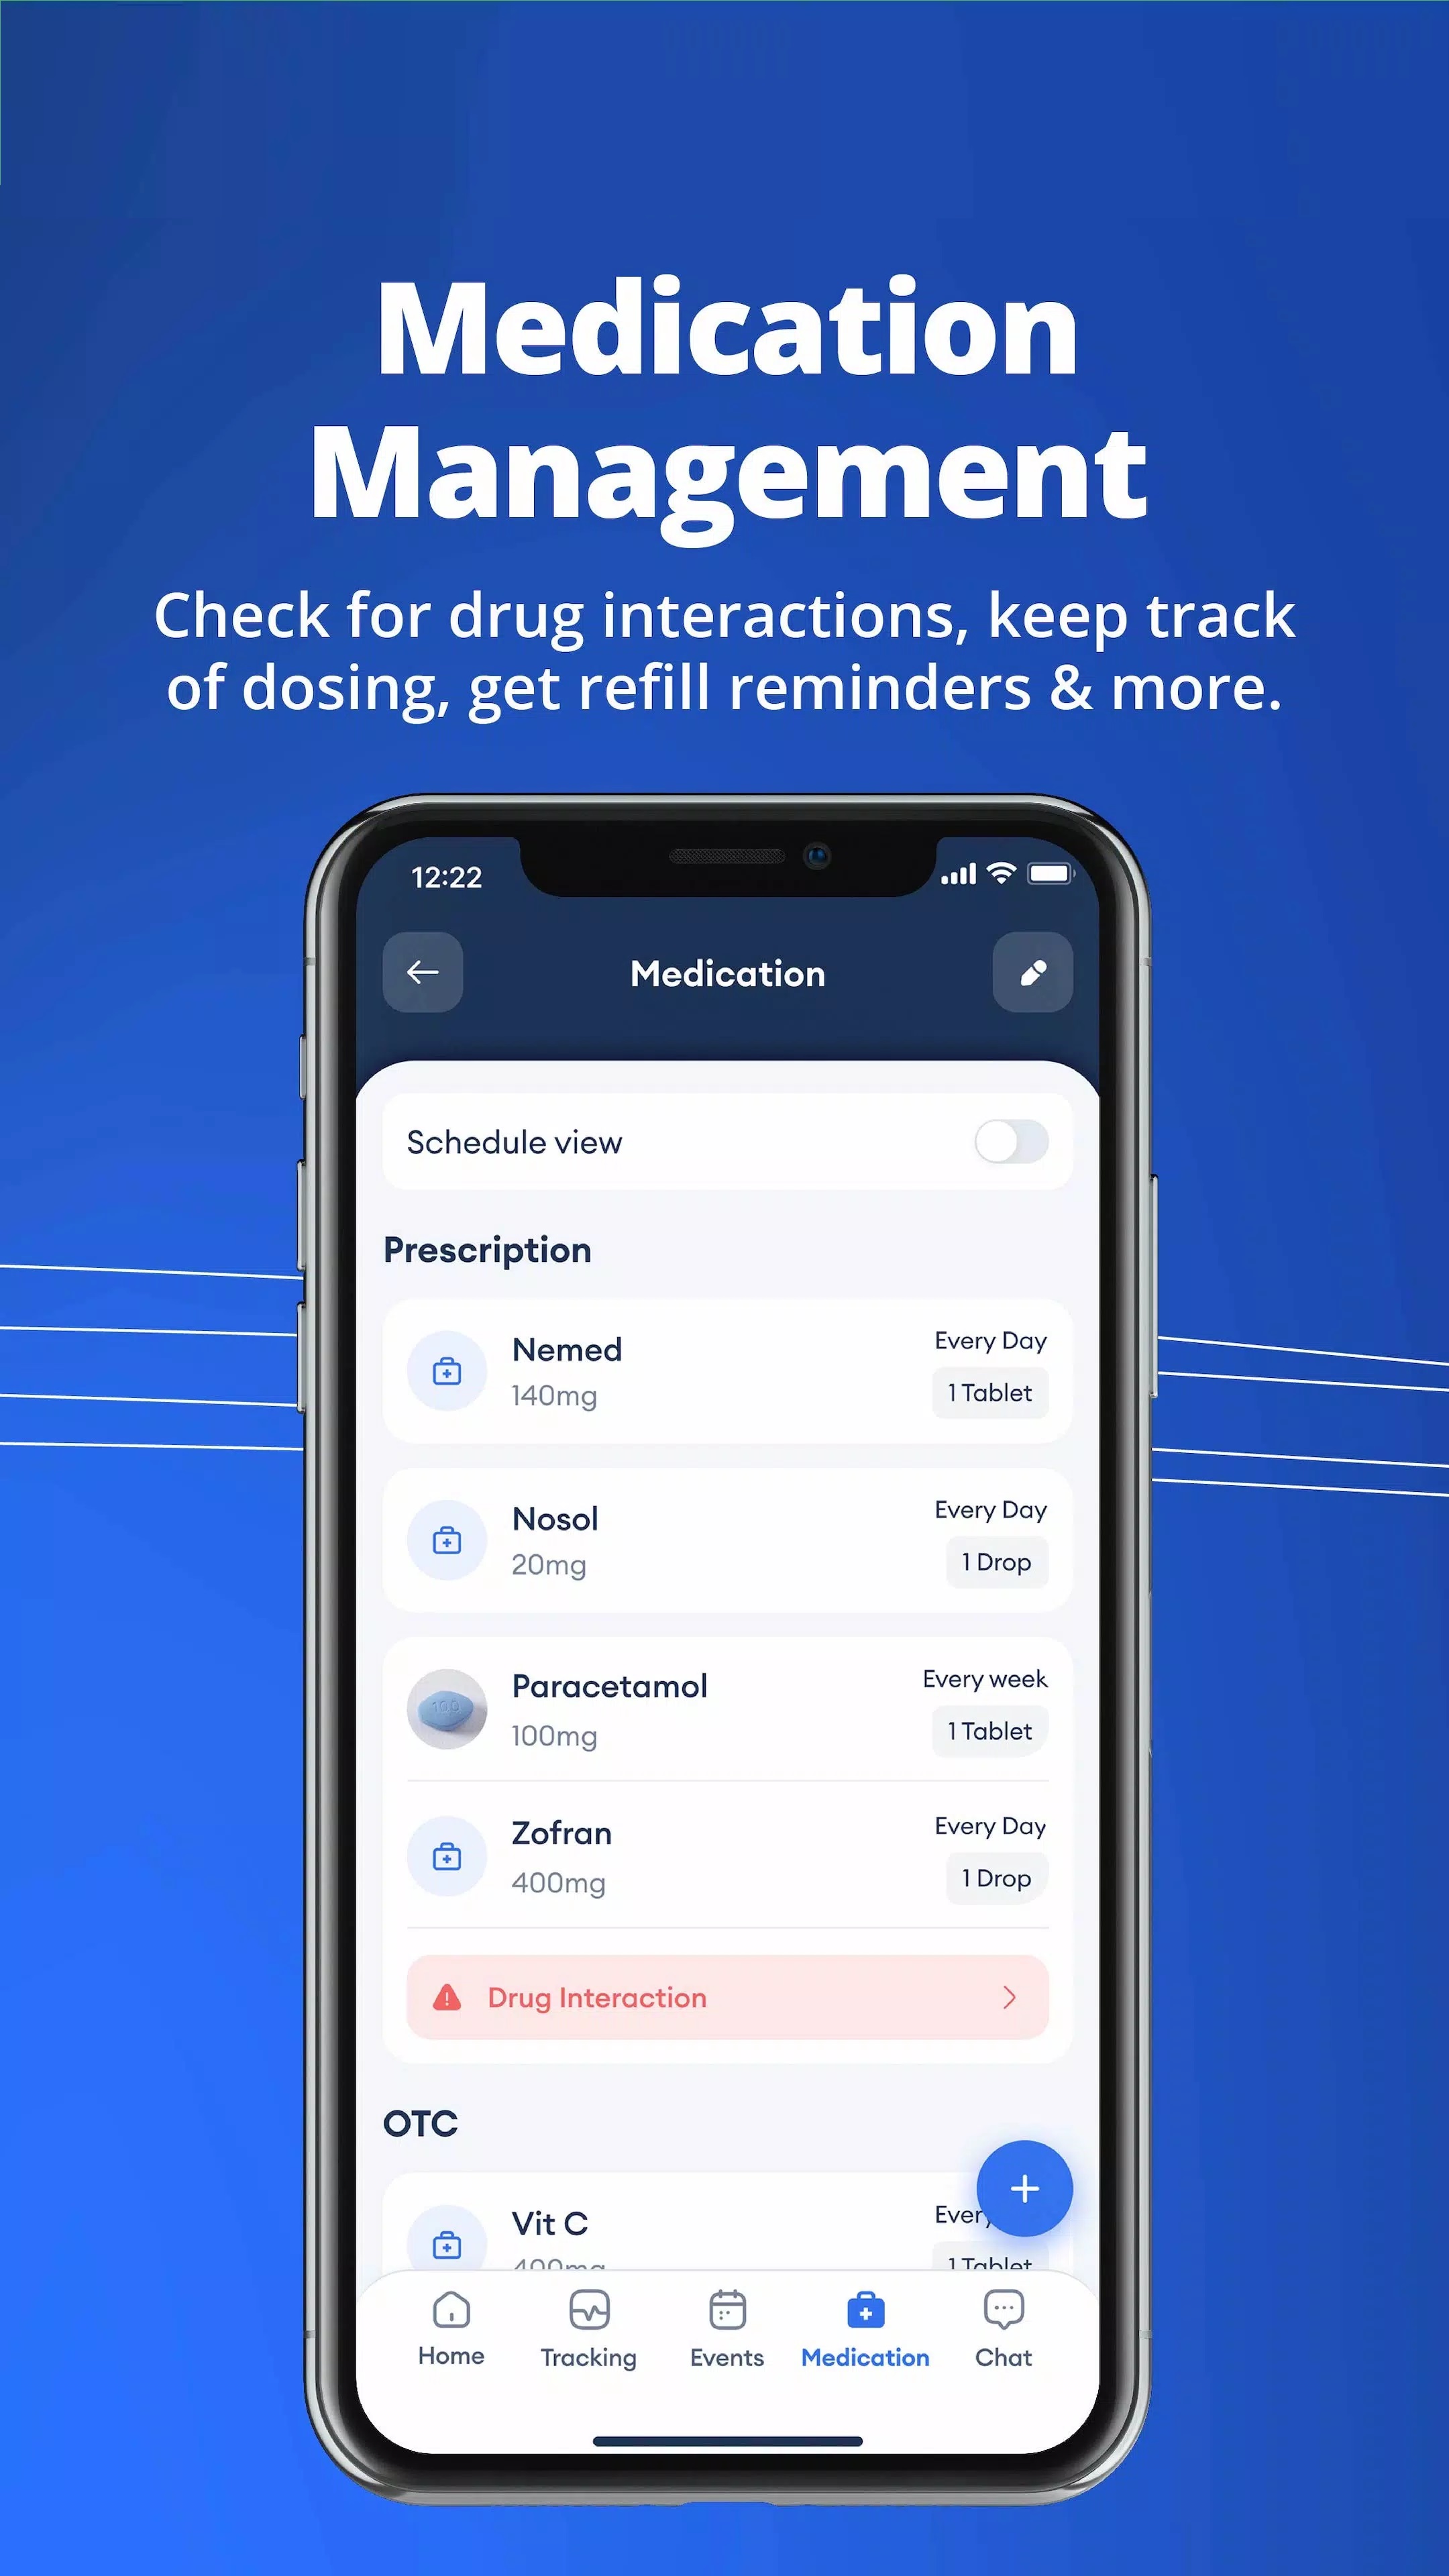 Medication
Management
Check for drug interactions, keep track
of dosing, get refill reminders & more.
12:22
Medication
Schedule view
Prescription
Nemed
140mg
Every Day
1 Tablet
Nosol
20mg
Every Day
1 Drop
Paracetamol
100mg
Every week
1 Tablet
Zofran
400mg
Every Day
1 Drop
Drug Interaction
OTC
Vit C
400mg
Every
1 Tablet
Home
Tracking
Events
Medication
Chat